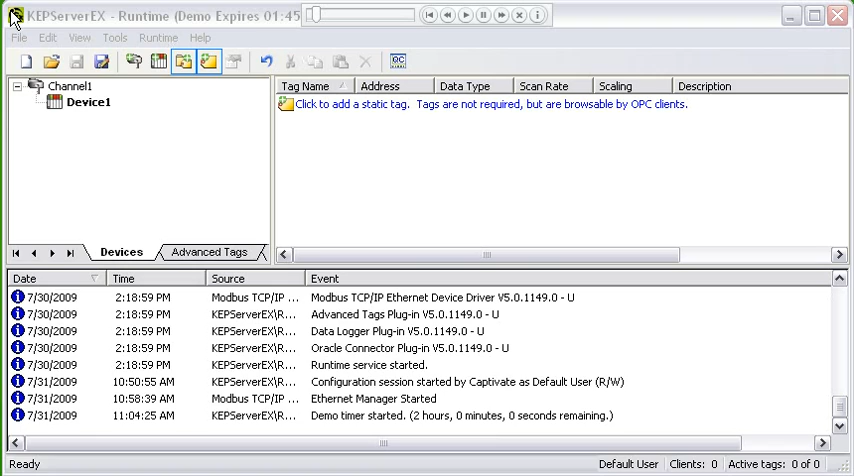 KEPServerEX - Runtime (Demo Expires 01:45
File Edit View Tools Runtime Help
QC
Channel1
Device1
Devices Advanced Tags
Tag Name Address Data Type Scan Rate Scaling Description
Click to add a static tag. Tags are not required, but are browsable by OPC clients.
Date Time Source Event
7/30/2009 2:18:59 PM Modbus TCP/IP ... Modbus TCP/IP Ethernet Device Driver V5.0.1149.0 - U
7/30/2009 2:18:59 PM KEPServerEX\R... Advanced Tags Plug-in V5.0.1149.0 - U
7/30/2009 2:18:59 PM KEPServerEX\R... Data Logger Plug-in V5.0.1149.0 - U
7/30/2009 2:18:59 PM KEPServerEX\R... Oracle Connector Plug-in V5.0.1149.0 - U
7/30/2009 2:18:59 PM KEPServerEX\R... Runtime service started.
7/31/2009 10:50:55 AM KEPServerEX\R... Configuration session started by Captivate as Default User (R/W)
7/31/2009 10:58:39 AM Modbus TCP/IP ... Ethernet Manager Started
7/31/2009 11:04:25 AM KEPServerEX\R... Demo timer started. (2 hours, 0 minutes, 0 seconds remaining.)
Ready Default User Clients: 0 Active tags: 0 of 0